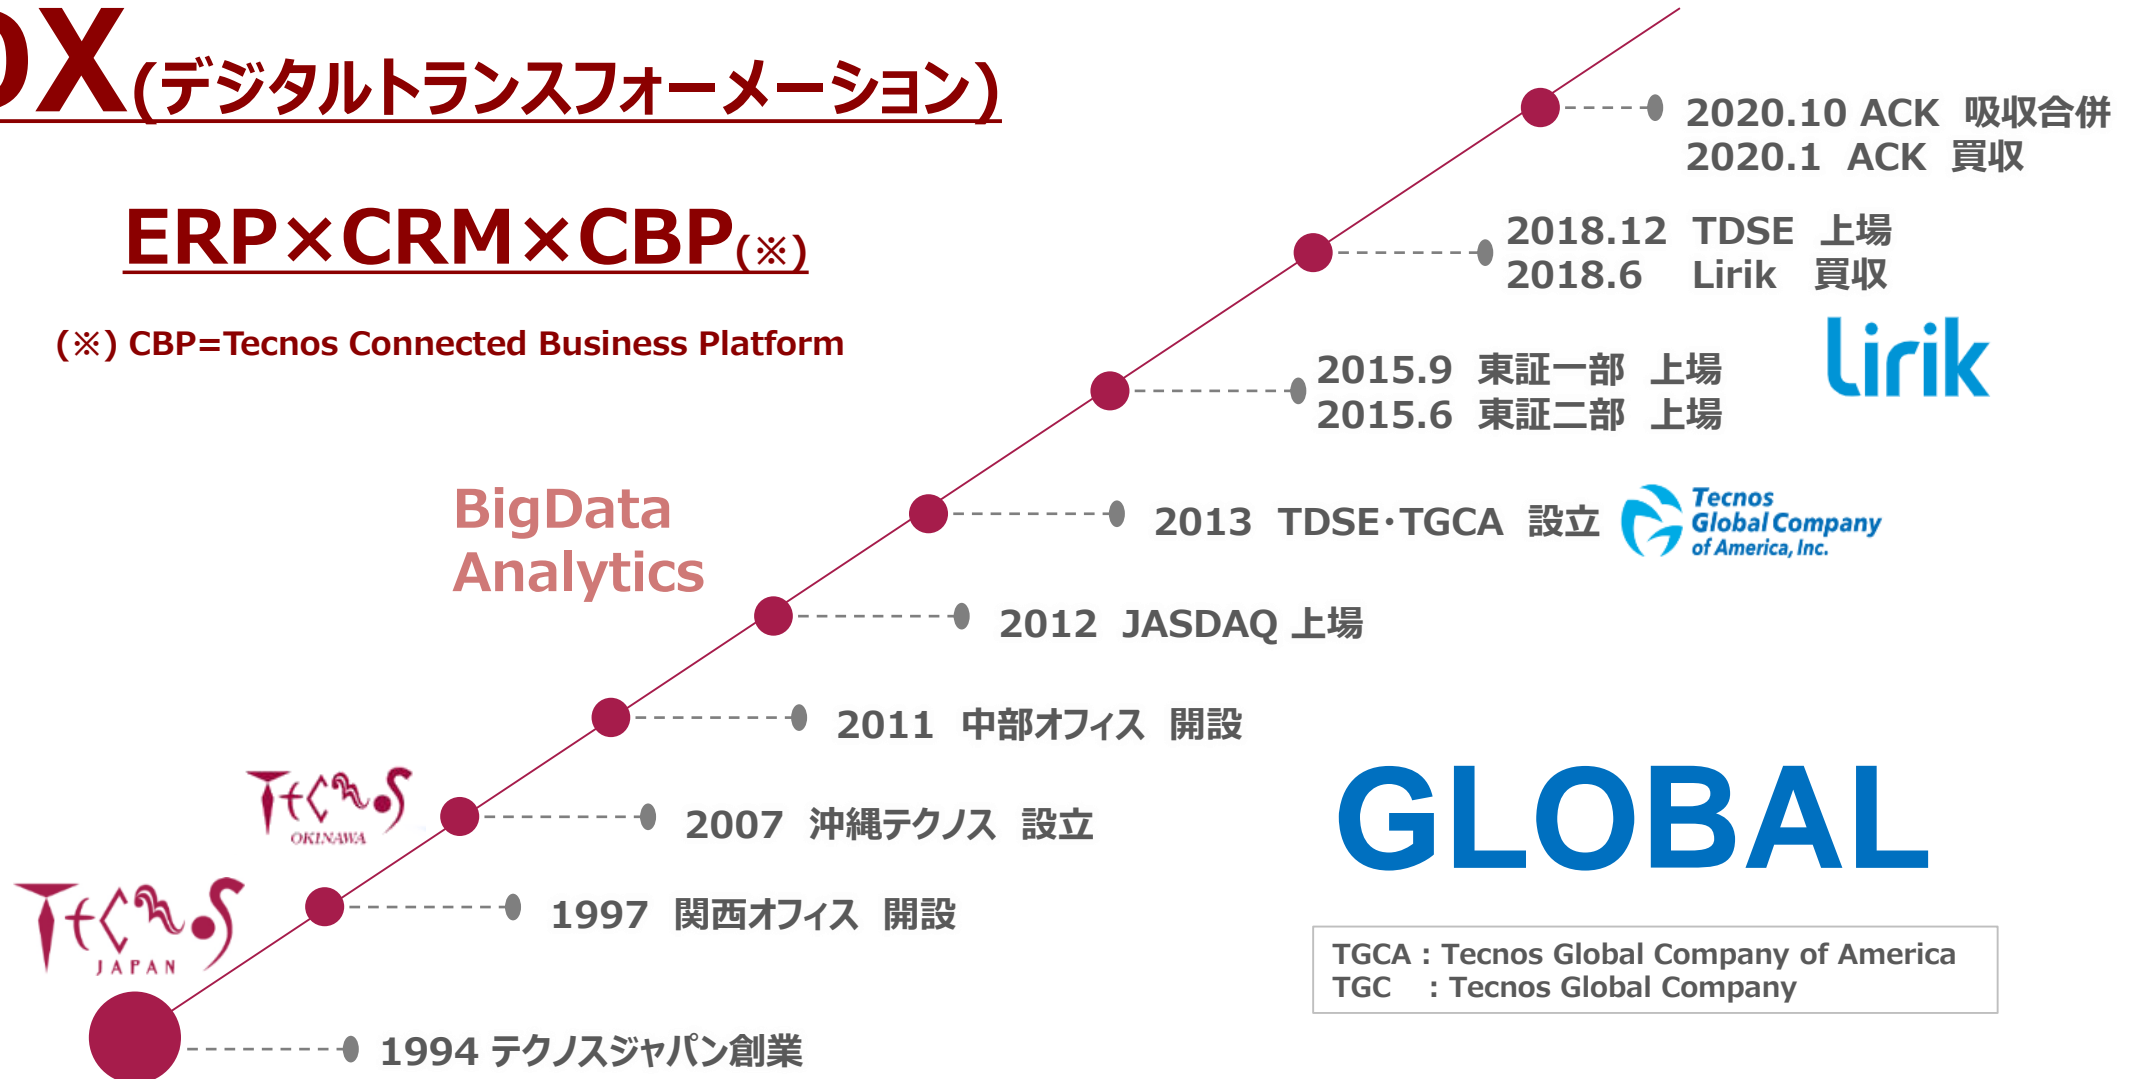 DX(デジタルトランスフォーメーション)
ERP×CRM×CBP(※)
(※) CBP=Tecnos Connected Business Platform
2020.10 ACK 吸収合併
2020.1 ACK 買収
2018.12 TDSE 上場
2018.6 Lirik 買収
Lirik
2015.9 東証一部 上場
2015.6 東証二部 上場
BigData
Analytics
2013 TDSE・TGCA 設立
Tecnos
Global Company
of America, Inc.
2012 JASDAQ 上場
2011 中部オフィス 開設
TECNOS
OKINAWA
2007 沖縄テクノス 設立
GLOBAL
TECNOS
JAPAN
1997 関西オフィス 開設
TGCA : Tecnos Global Company of America
TGC : Tecnos Global Company
1994 テクノスジャパン創業